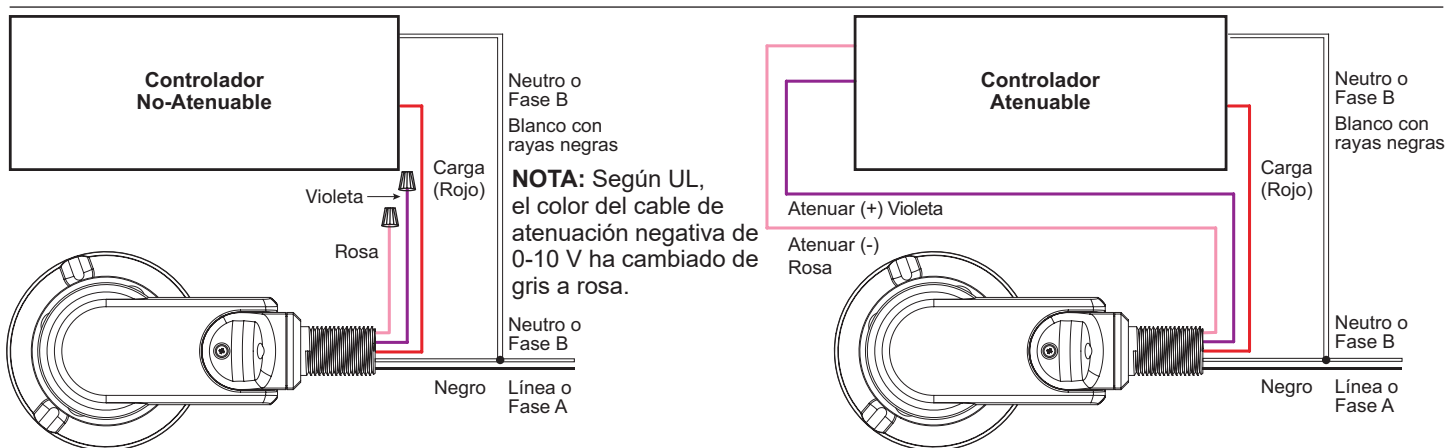 Controlador
No-Atenuable
Neutro o
Fase B
Blanco con
rayas negras
Carga
(Rojo)
Violeta
Rosa
NOTA: Según UL,
el color del cable de
atenuación negativa de
0-10 V ha cambiado de
gris a rosa.
Neutro o
Fase B
Negro
Línea o
Fase A
Controlador
Atenuable
Neutro o
Fase B
Blanco con
rayas negras
Carga
(Rojo)
Atenuar (+) Violeta
Atenuar (-)
Rosa
Neutro o
Fase B
Negro
Línea o
Fase A